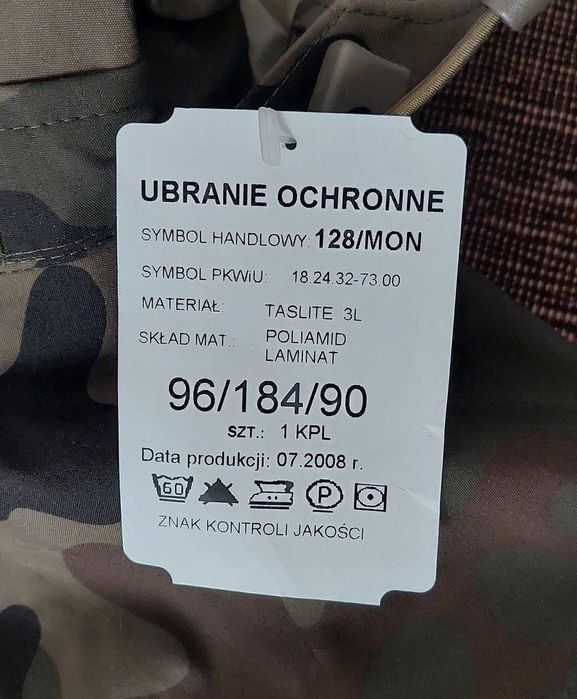 UBRANIE OCHRONNE
SYMBOL HANDLOWY: 128/MON
SYMBOL PKWiU: 18.24.32-73.00
MATERIAŁ: TASLITE 3L
SKŁAD MAT.: POLIAMID
LAMINAT
96/184/90
SZT.: 1 KPL
Data produkcji: 07.2008 r.
60 P
ZNAK KONTROLI JAKOŚCI